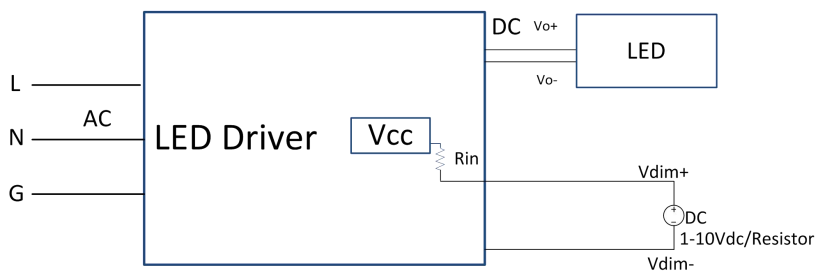 DC Vo+
LED
L
Vo-
AC
N
LED Driver
Vcc
Rin
Vdim+
G
+
DC
−
1-10Vdc/Resistor
Vdim-